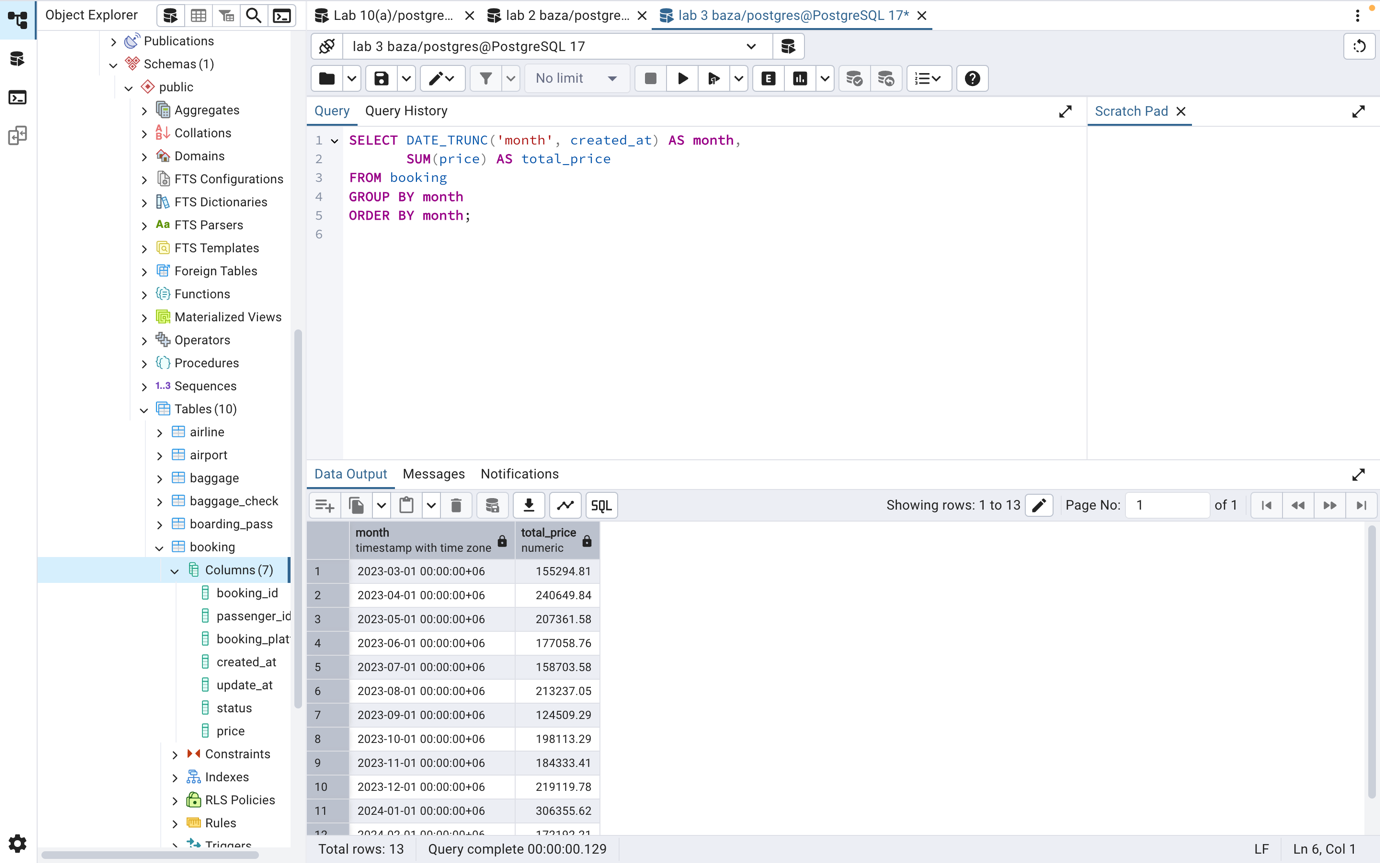 Object Explorer
Publications
Schemas (1)
public
Aggregates
Collations
Domains
FTS Configurations
FTS Dictionaries
Aa FTS Parsers
FTS Templates
Foreign Tables
Functions
Materialized Views
Operators
Procedures
1..3 Sequences
Tables (10)
airline
airport
baggage
baggage_check
boarding_pass
booking
Columns (7)
booking_id
passenger_id
booking_plat
created_at
update_at
status
price
Constraints
Indexes
RLS Policies
Rules
Triggers
Lab 10(a)/postgre... lab 2 baza/postgre... lab 3 baza/postgres@PostgreSQL 17*
lab 3 baza/postgres@PostgreSQL 17
No limit E
Query Query History
1 SELECT DATE_TRUNC('month', created_at) AS month,
2 SUM(price) AS total_price
3 FROM booking
4 GROUP BY month
5 ORDER BY month;
6
Scratch Pad
Data Output Messages Notifications
SQL Showing rows: 1 to 13 Page No: 1 of 1
month total_price
timestamp with time zone numeric
1 2023-03-01 00:00:00+06 155294.81
2 2023-04-01 00:00:00+06 240649.84
3 2023-05-01 00:00:00+06 207361.58
4 2023-06-01 00:00:00+06 177058.76
5 2023-07-01 00:00:00+06 158703.58
6 2023-08-01 00:00:00+06 213237.05
7 2023-09-01 00:00:00+06 124509.29
8 2023-10-01 00:00:00+06 198113.29
9 2023-11-01 00:00:00+06 184333.41
10 2023-12-01 00:00:00+06 219119.78
11 2024-01-01 00:00:00+06 306355.62
12 2024-02-01 00:00:00+06
Total rows: 13 Query complete 00:00:00.129 LF Ln 6, Col 1